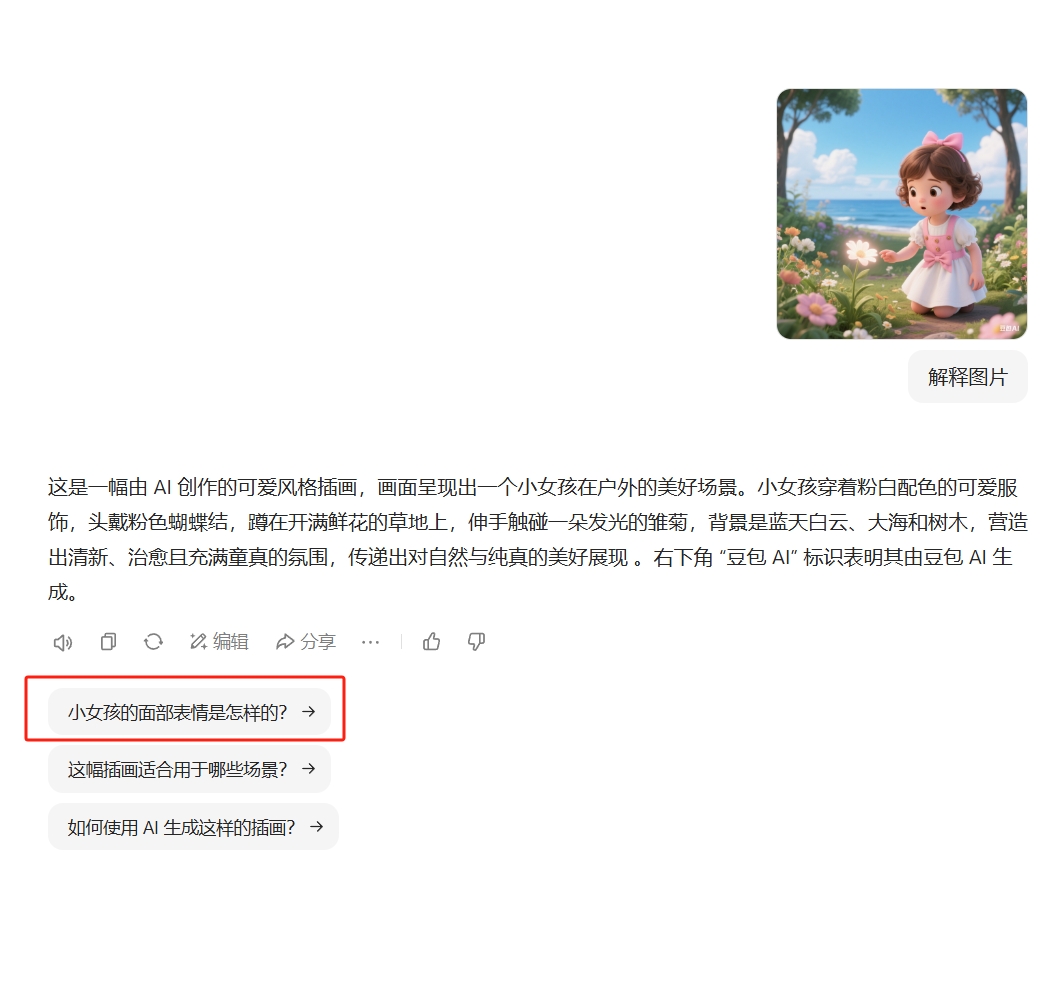 豆包AI
解释图片
这是一幅由 AI 创作的可爱风格插画，画面呈现出一个小女孩在户外的美好场景。小女孩穿着粉白配色的可爱服
饰，头戴粉色蝴蝶结，蹲在开满鲜花的草地上，伸手触碰一朵发光的雏菊，背景是蓝天白云、大海和树木，营造
出清新、治愈且充满童真的氛围，传递出对自然与纯真的美好展现 。右下角 “豆包 AI” 标识表明其由豆包 AI 生
成。
编辑 分享
小女孩的面部表情是怎样的？
这幅插画适合用于哪些场景？
如何使用 AI 生成这样的插画？